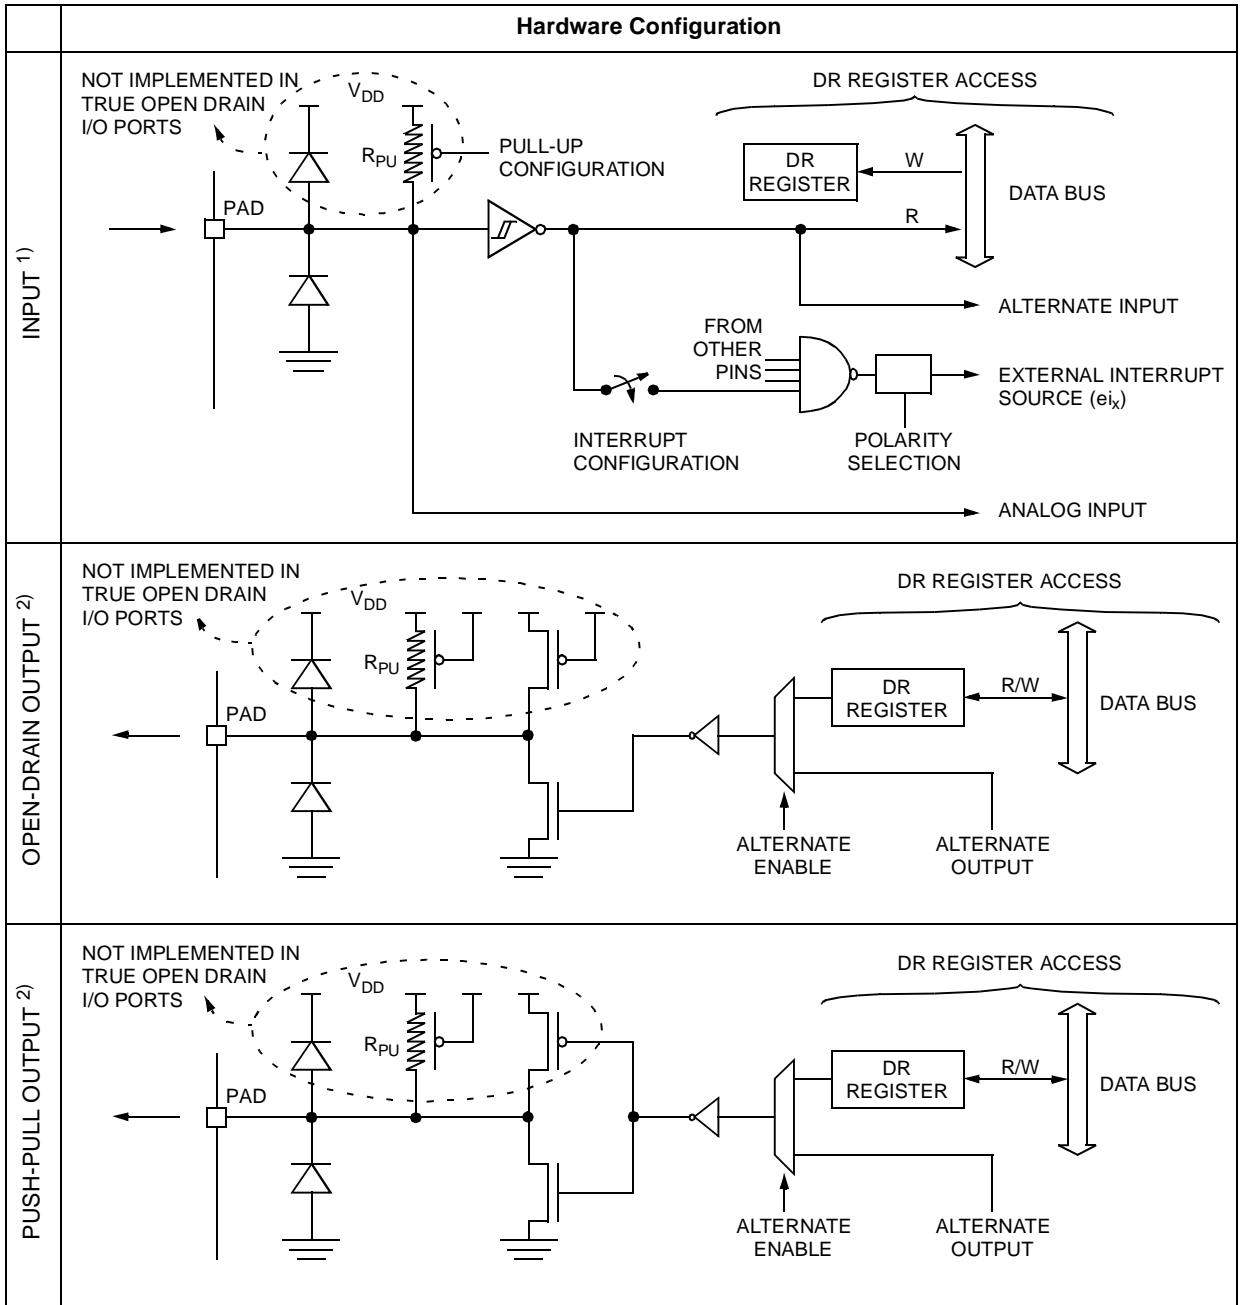 Hardware Configuration
INPUT 1)
NOT IMPLEMENTED IN
TRUE OPEN DRAIN
I/O PORTS
VDD
RPU
PULL-UP
CONFIGURATION
PAD
DR REGISTER ACCESS
DR
REGISTER
W
R
DATA BUS
ALTERNATE INPUT
FROM
OTHER
PINS
EXTERNAL INTERRUPT
SOURCE (eix)
INTERRUPT
CONFIGURATION
POLARITY
SELECTION
ANALOG INPUT
OPEN-DRAIN OUTPUT 2)
NOT IMPLEMENTED IN
TRUE OPEN DRAIN
I/O PORTS
VDD
RPU
PAD
DR REGISTER ACCESS
DR
REGISTER
R/W
DATA BUS
ALTERNATE
ENABLE
ALTERNATE
OUTPUT
PUSH-PULL OUTPUT 2)
NOT IMPLEMENTED IN
TRUE OPEN DRAIN
I/O PORTS
VDD
RPU
PAD
DR REGISTER ACCESS
DR
REGISTER
R/W
DATA BUS
ALTERNATE
ENABLE
ALTERNATE
OUTPUT